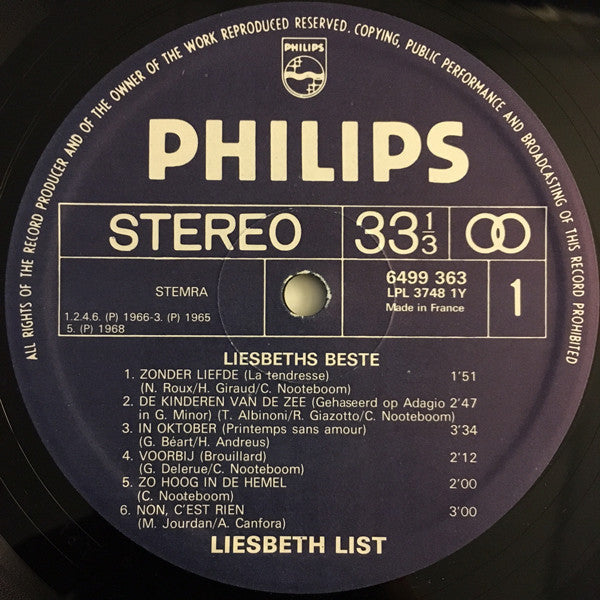 ALL RIGHTS OF THE RECORD PRODUCER AND OF THE OWNER OF THE WORK REPRODUCED RESERVED. COPYING, PUBLIC PERFORMANCE AND BROADCASTING OF THIS RECORD PROHIBITED
PHILIPS
PHILIPS
STEREO 33 1/3
STEMRA
1.2.4.6. (P) 1966-3. (P) 1965
5. (P) 1968
6499 363
LPL 3748 1Y
Made in France
1
LIESBETHS BESTE
1. ZONDER LIEFDE (La tendresse) 1'51
(N. Roux/H. Giraud/C. Nooteboom)
2. DE KINDEREN VAN DE ZEE (Gehaseerd op Adagio 2'47
in G. Minor) (T. Albinoni/R. Giazotto/C. Nooteboom)
3. IN OKTOBER (Printemps sans amour) 3'34
(G. Béart/H. Andreus)
4. VOORBIJ (Brouillard) 2'12
(G. Delerue/C. Nooteboom)
5. ZO HOOG IN DE HEMEL 2'00
(C. Nooteboom)
6 NON, C'EST RIEN 3'00
(M. Jourdan/A. Canfora)
LIESBETH LIST